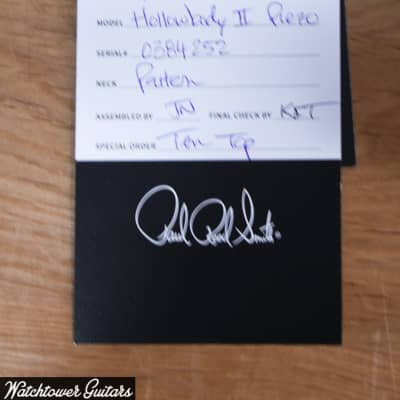 MODEL Hollowbody II Piezo
SERIAL# 0384252
NECK Pattern
ASSEMBLED BY JN FINAL CHECK BY KFT
SPECIAL ORDER Ten Top
Paul Reed Smith
Watchtower Guitars